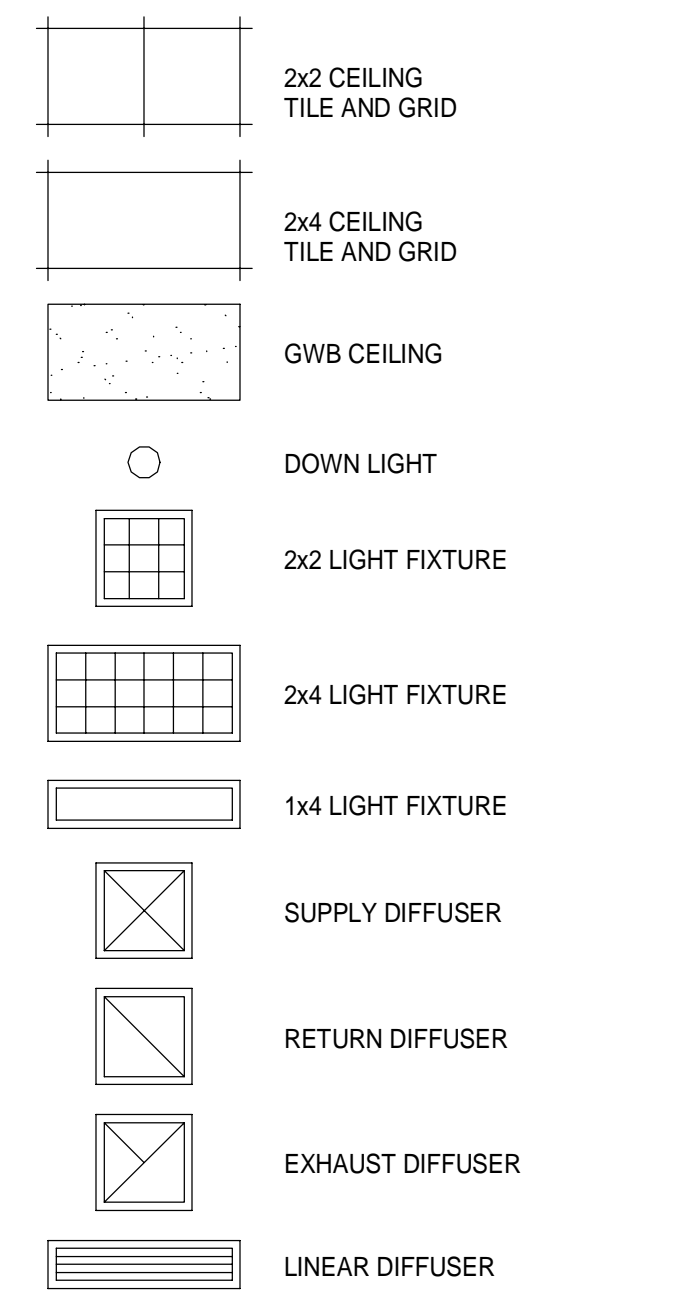 2x2 CEILING
TILE AND GRID
2x4 CEILING
TILE AND GRID
GWB CEILING
DOWN LIGHT
2x2 LIGHT FIXTURE
2x4 LIGHT FIXTURE
1x4 LIGHT FIXTURE
SUPPLY DIFFUSER
RETURN DIFFUSER
EXHAUST DIFFUSER
LINEAR DIFFUSER